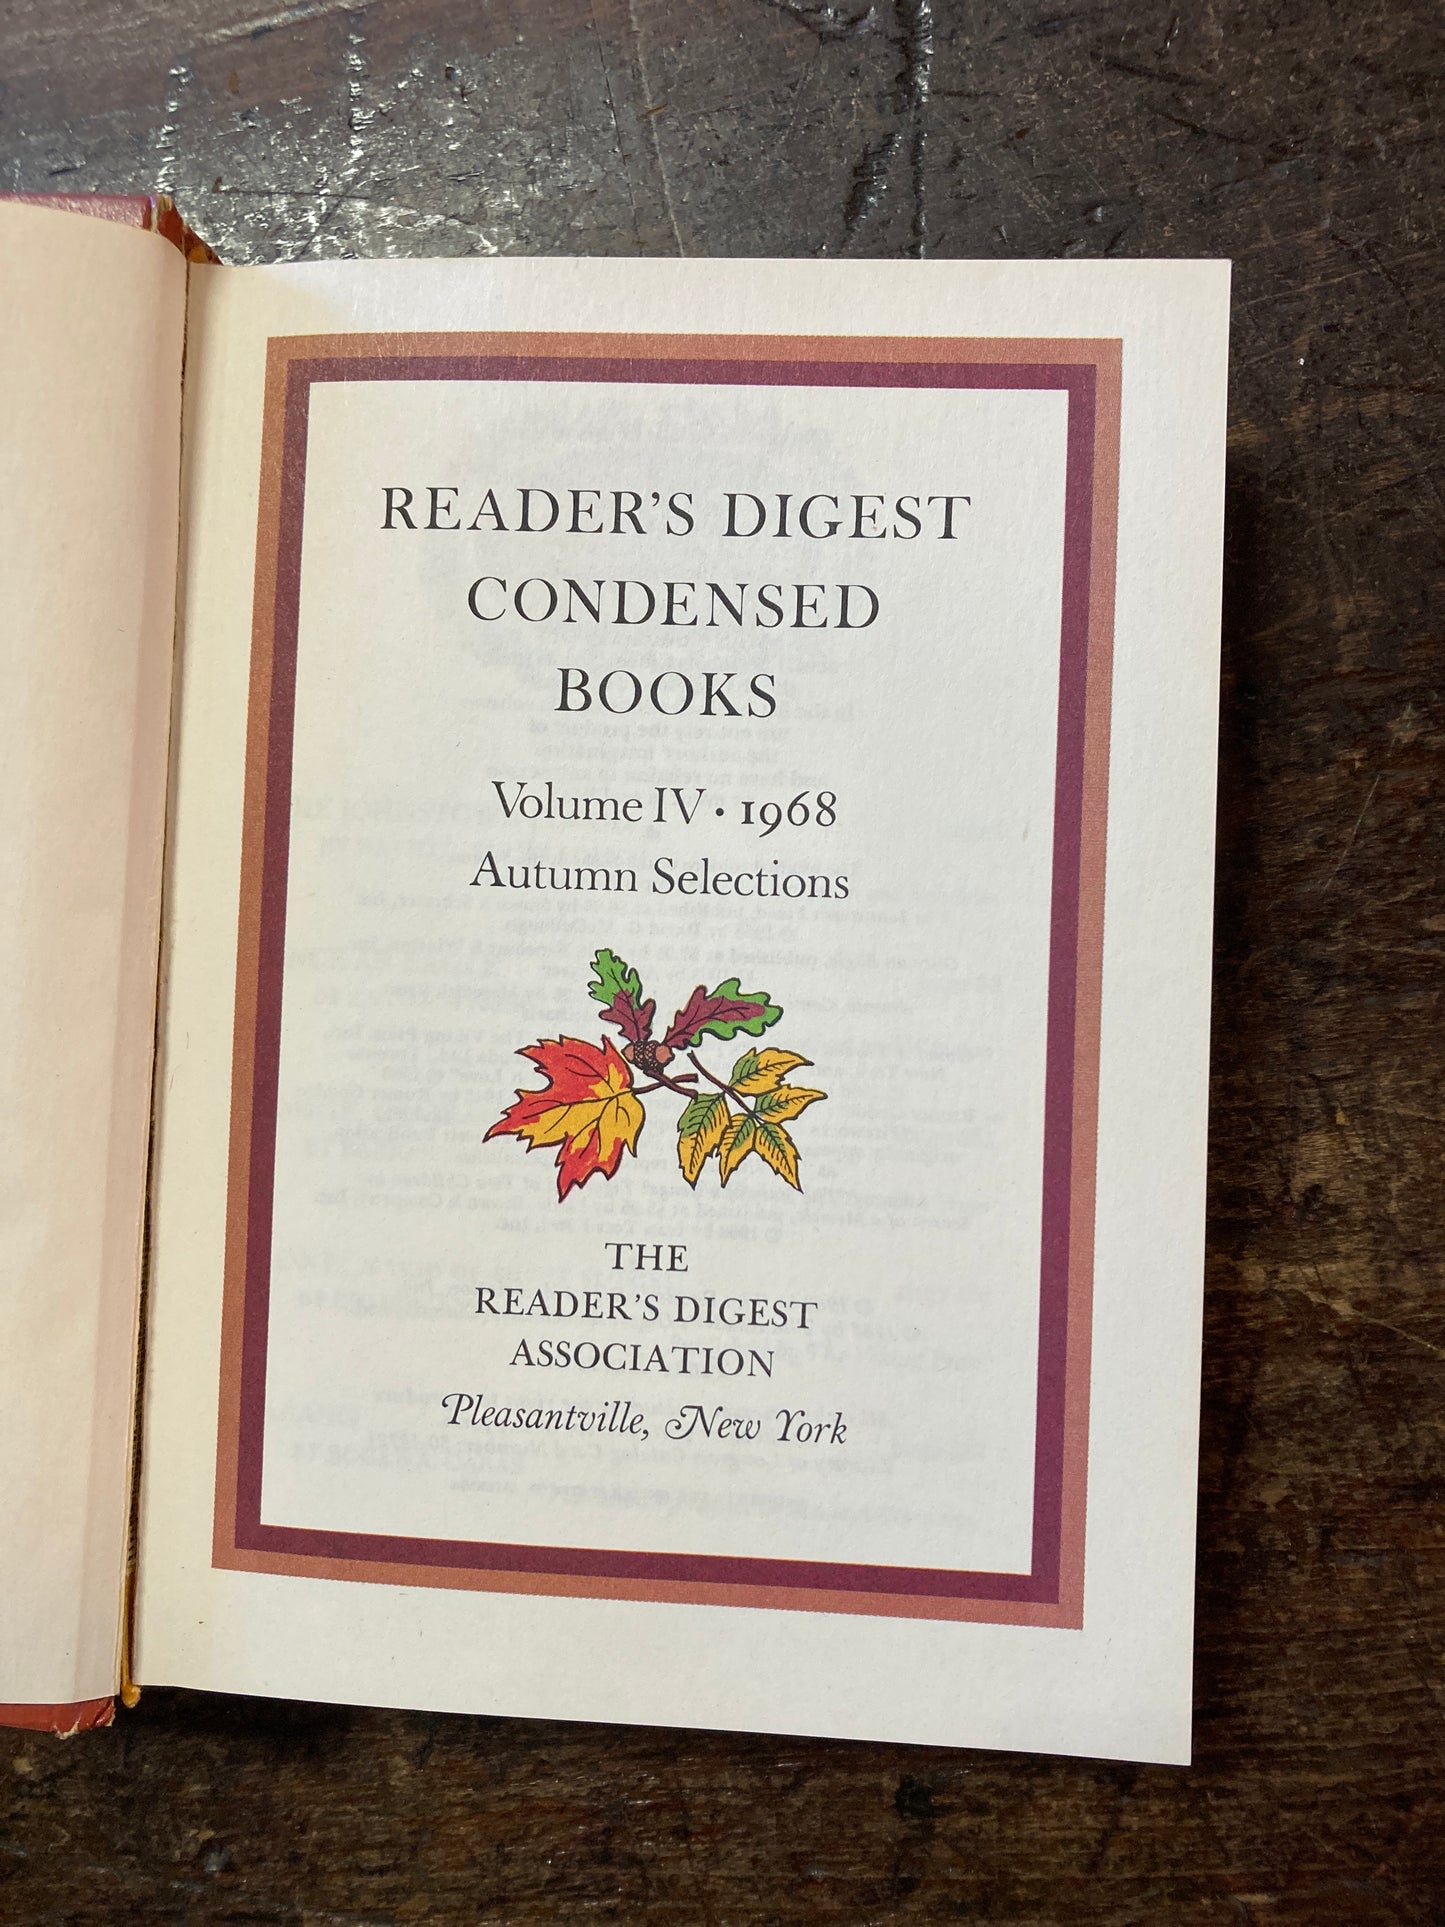 READER'S DIGEST
CONDENSED
BOOKS
Volume IV • 1968
Autumn Selections
THE
READER'S DIGEST
ASSOCIATION
Pleasantville, New York